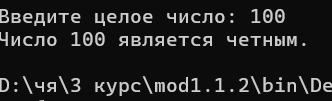 Введите целое число: 100
Число 100 является четным.
D:\чя\3 курс\mod1.1.2\bin\De